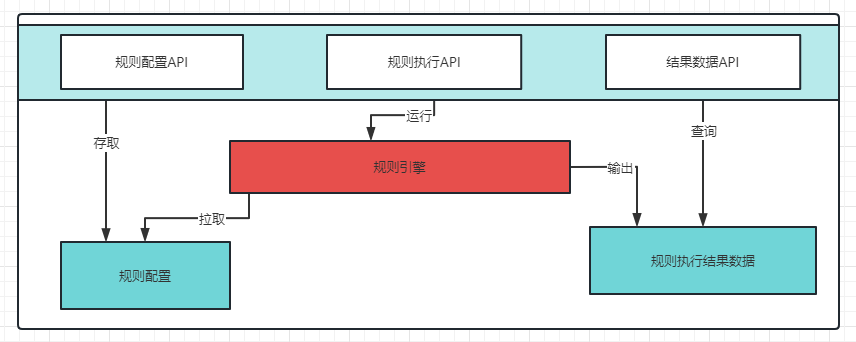 规则配置API
规则执行API
结果数据API
运行
存取
查询
规则引擎
输出
拉取
规则配置
规则执行结果数据